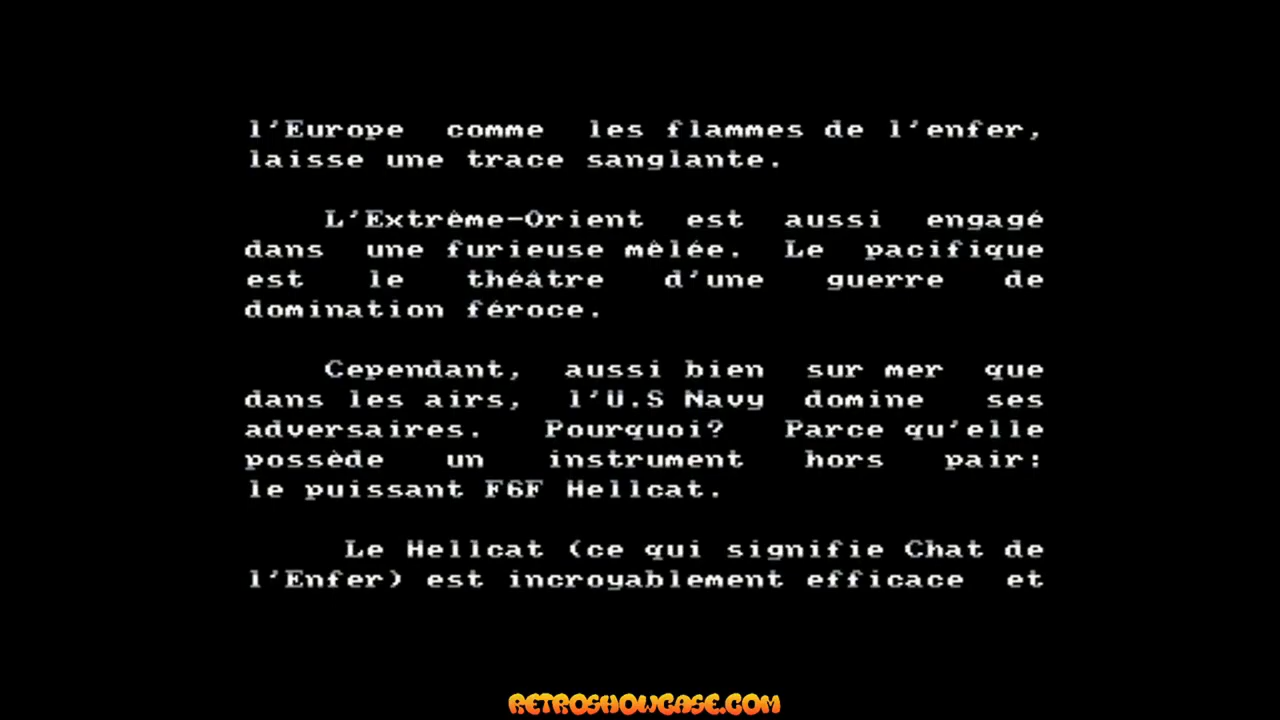 l'Europe comme les flammes de l'enfer,
laisse une trace sanglante.
L'Extrême-Orient est aussi engagé
dans une furieuse mêlée. Le pacifique
est le théâtre d'une guerre de
domination féroce.
Cependant, aussi bien sur mer que
dans les airs, l'U.S Navy domine ses
adversaires. Pourquoi? Parce qu'elle
possède un instrument hors pair:
le puissant F6F Hellcat.
Le Hellcat (ce qui signifie Chat de
l'Enfer) est incroyablement efficace et
RETROSHOWCASE.COM